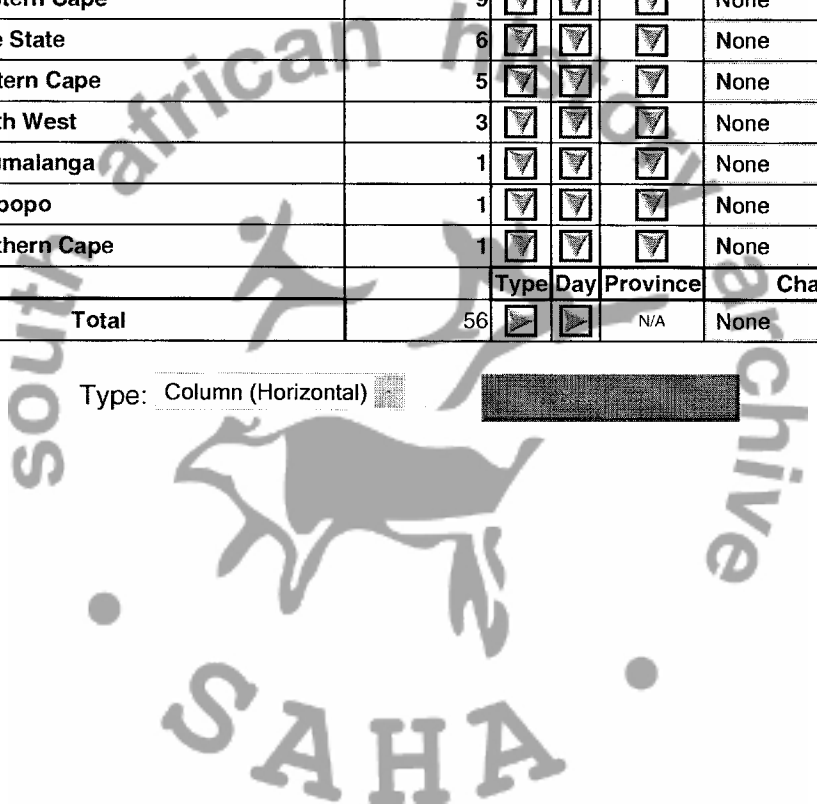 stern Cape 9 None
e State 6 None
tern Cape 5 None
th West 3 None
malanga 1 None
popo 1 None
thern Cape 1 None
Type Day Province Cha
Total 56 N/A None
Type: Column (Horizontal)
south african history archive
SAHA